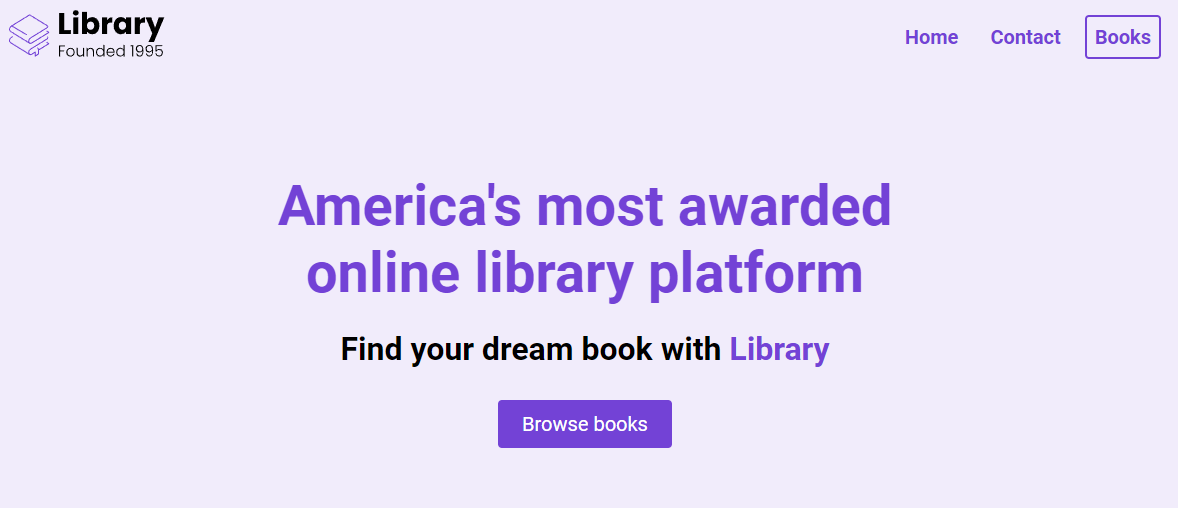 Library
Founded 1995
Home
Contact
Books
America's most awarded
online library platform
Find your dream book with Library
Browse books